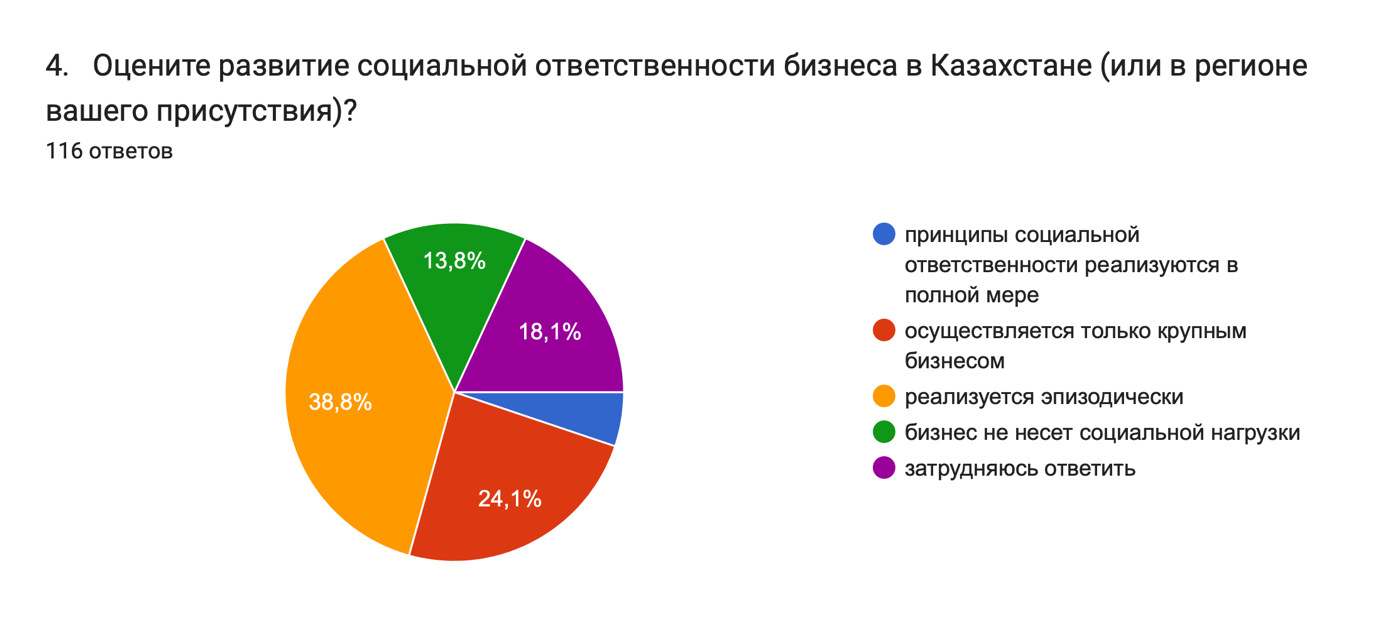 4. Оцените развитие социальной ответственности бизнеса в Казахстане (или в регионе
вашего присутствия)?
116 ответов
13,8%
18,1%
38,8%
24,1%
принципы социальной
ответственности реализуются в
полной мере
осуществляется только крупным
бизнесом
реализуется эпизодически
бизнес не несет социальной нагрузки
затрудняюсь ответить